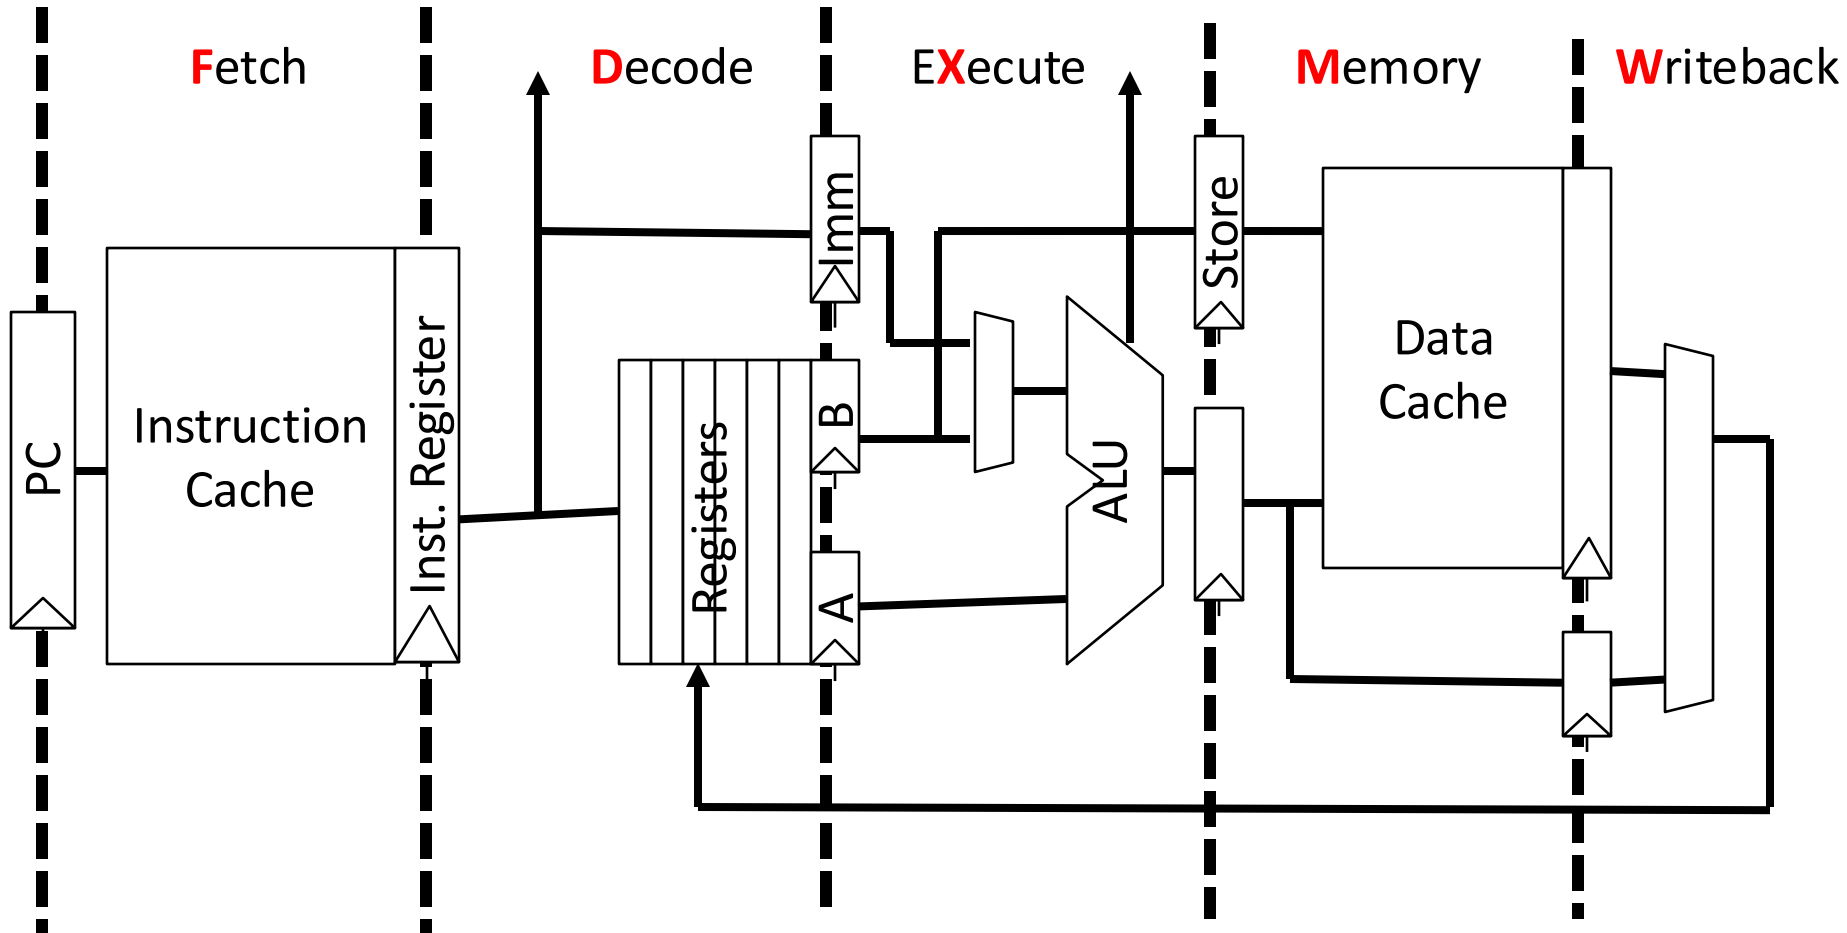 Fetch
Decode
EXecute
Memory
Writeback
PC
Instruction
Cache
Inst. Register
Registers
Imm
B
A
ALU
Store
Data
Cache